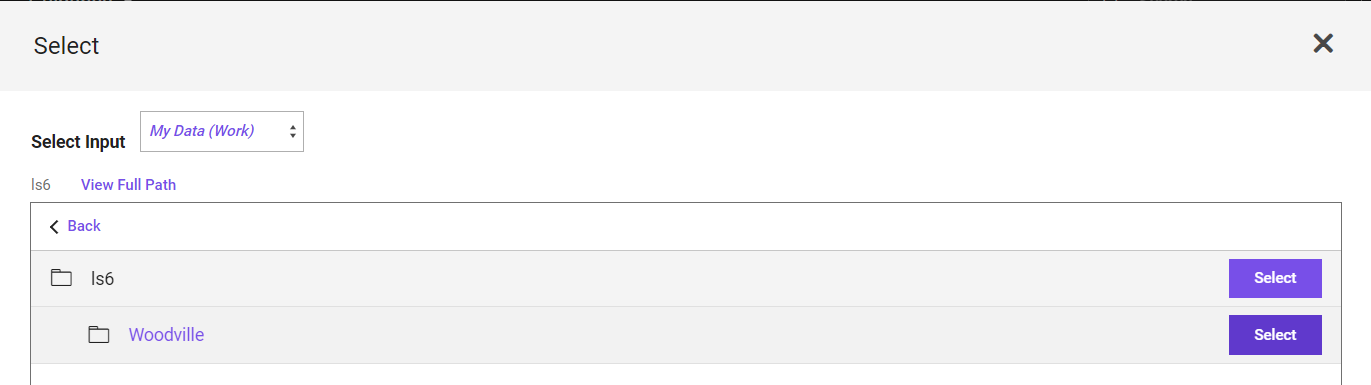 Select
Select Input My Data (Work)
ls6 View Full Path
Back
ls6 Select
Woodville Select